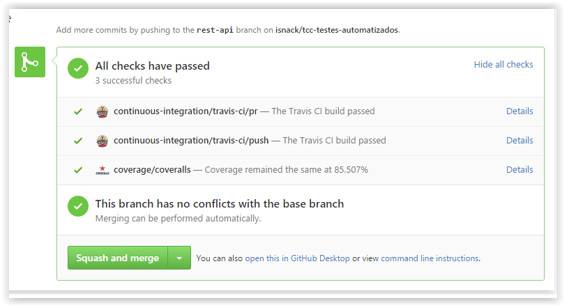 Add more commits by pushing to the rest-api branch on isnack/tcc-testes-automatizados.
All checks have passed
Hide all checks
3 successful checks
continuous-integration/travis-ci/pr — The Travis CI build passed Details
continuous-integration/travis-ci/push — The Travis CI build passed Details
coverage/coveralls — Coverage remained the same at 85.507% Details
This branch has no conflicts with the base branch
Merging can be performed automatically.
Squash and merge You can also open this in GitHub Desktop or view command line instructions.